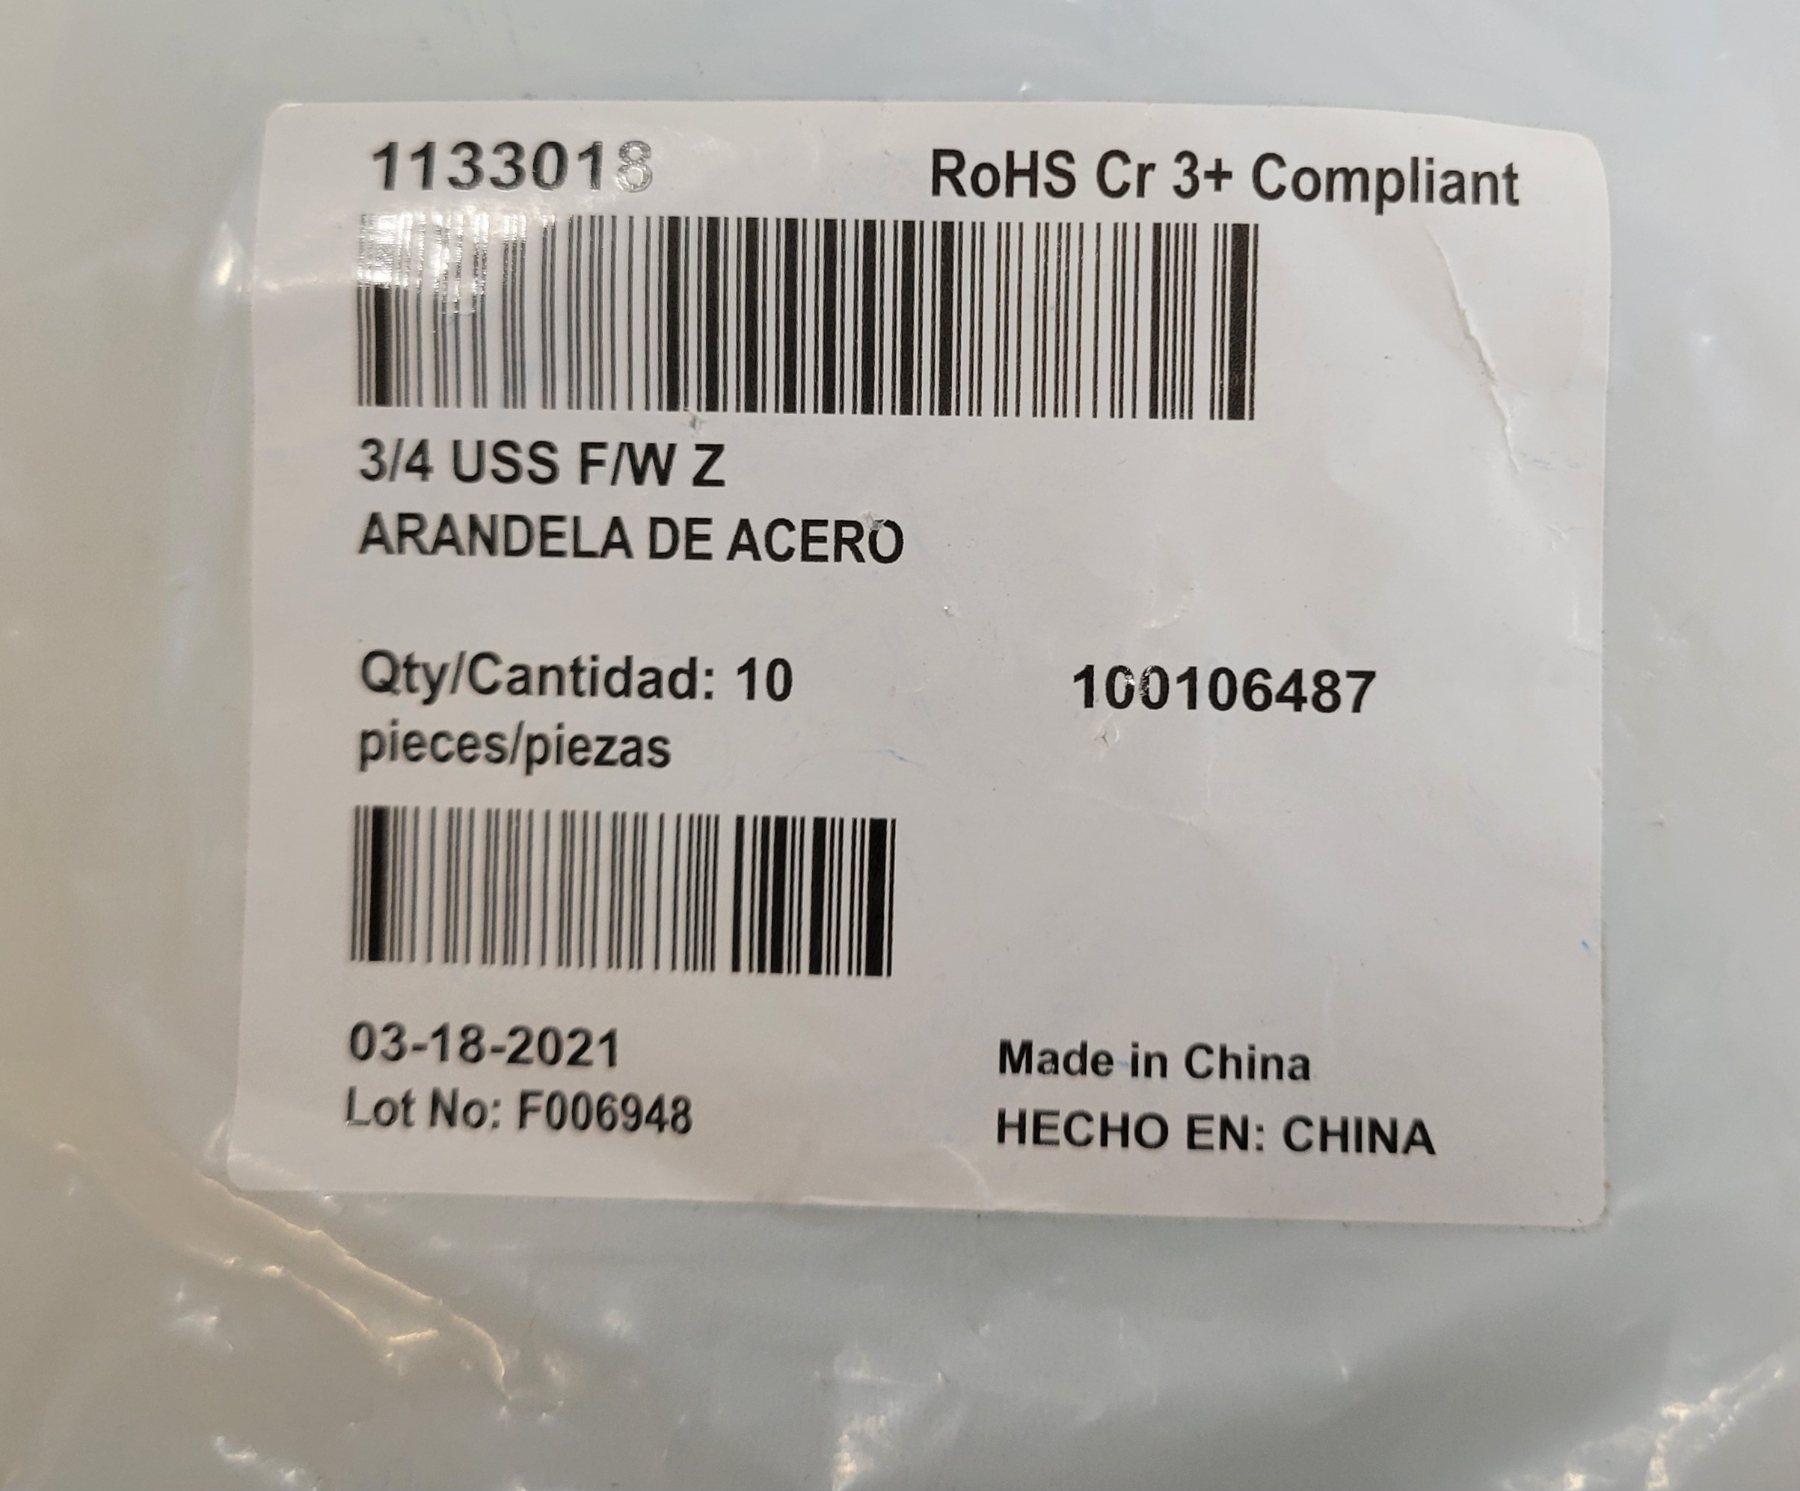 1133018
RoHS Cr 3+ Compliant
3/4 USS F/W Z
ARANDELA DE ACERO
Qty/Cantidad: 10
pieces/piezas
100106487
03-18-2021
Lot No: F006948
Made in China
HECHO EN: CHINA